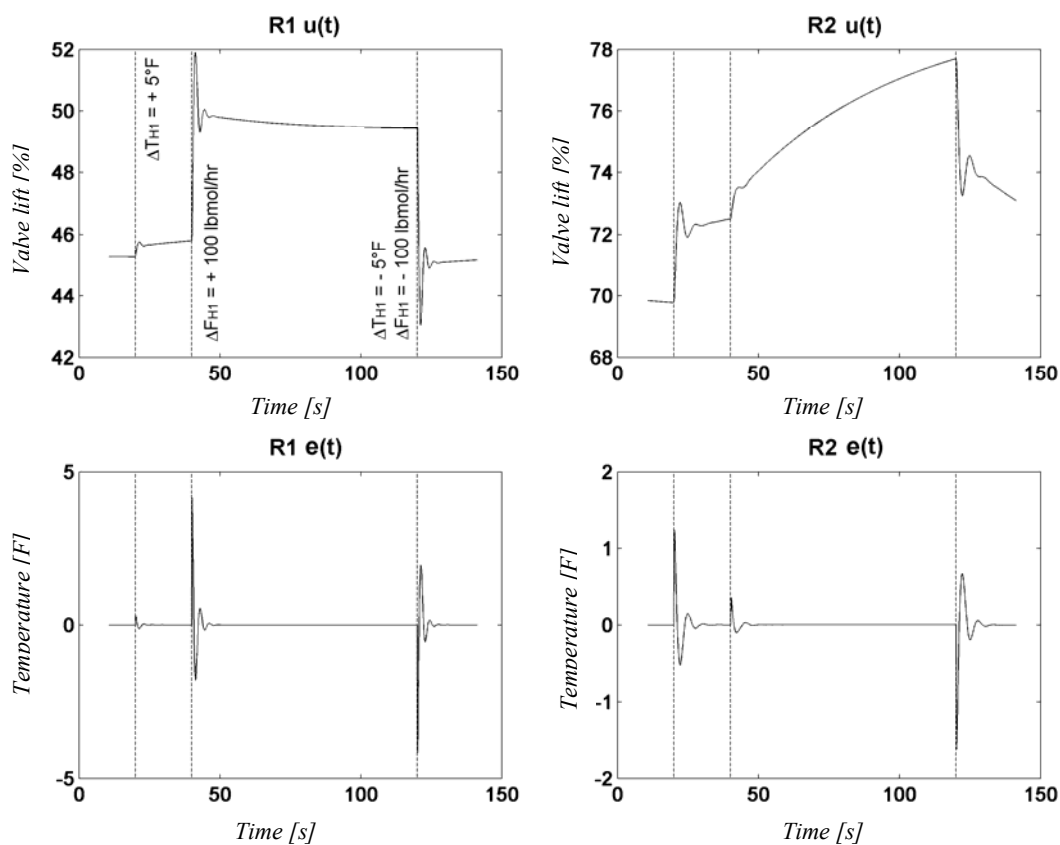 R1 u(t)
Valve lift [%]
52
50
48
46
44
42
ΔTH1 = + 5°F
ΔFH1 = + 100 lbmol/hr
ΔTH1 = - 5°F
ΔFH1 = - 100 lbmol/hr
0
50
100
150
Time [s]
R2 u(t)
Valve lift [%]
78
76
74
72
70
68
0
50
100
150
Time [s]
R1 e(t)
Temperature [F]
5
0
-5
0
50
100
150
Time [s]
R2 e(t)
Temperature [F]
2
1
0
-1
-2
0
50
100
150
Time [s]